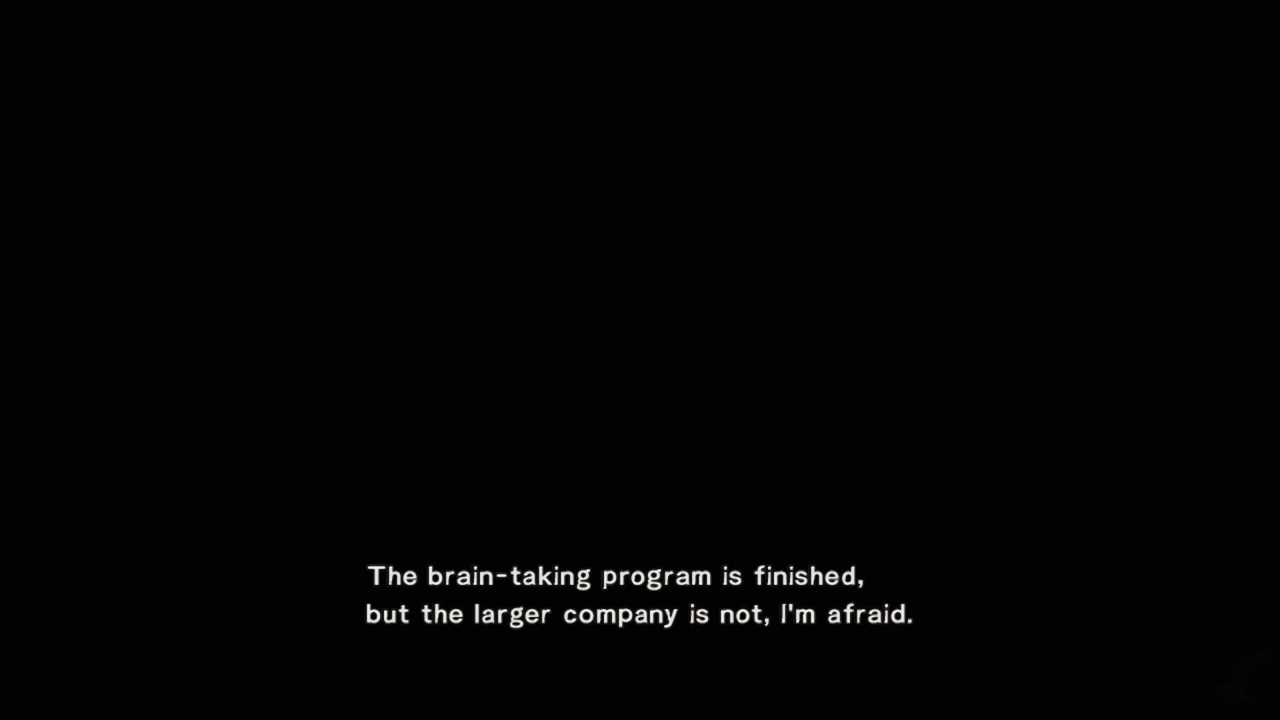 The brain-taking program is finished,
but the larger company is not, I'm afraid.